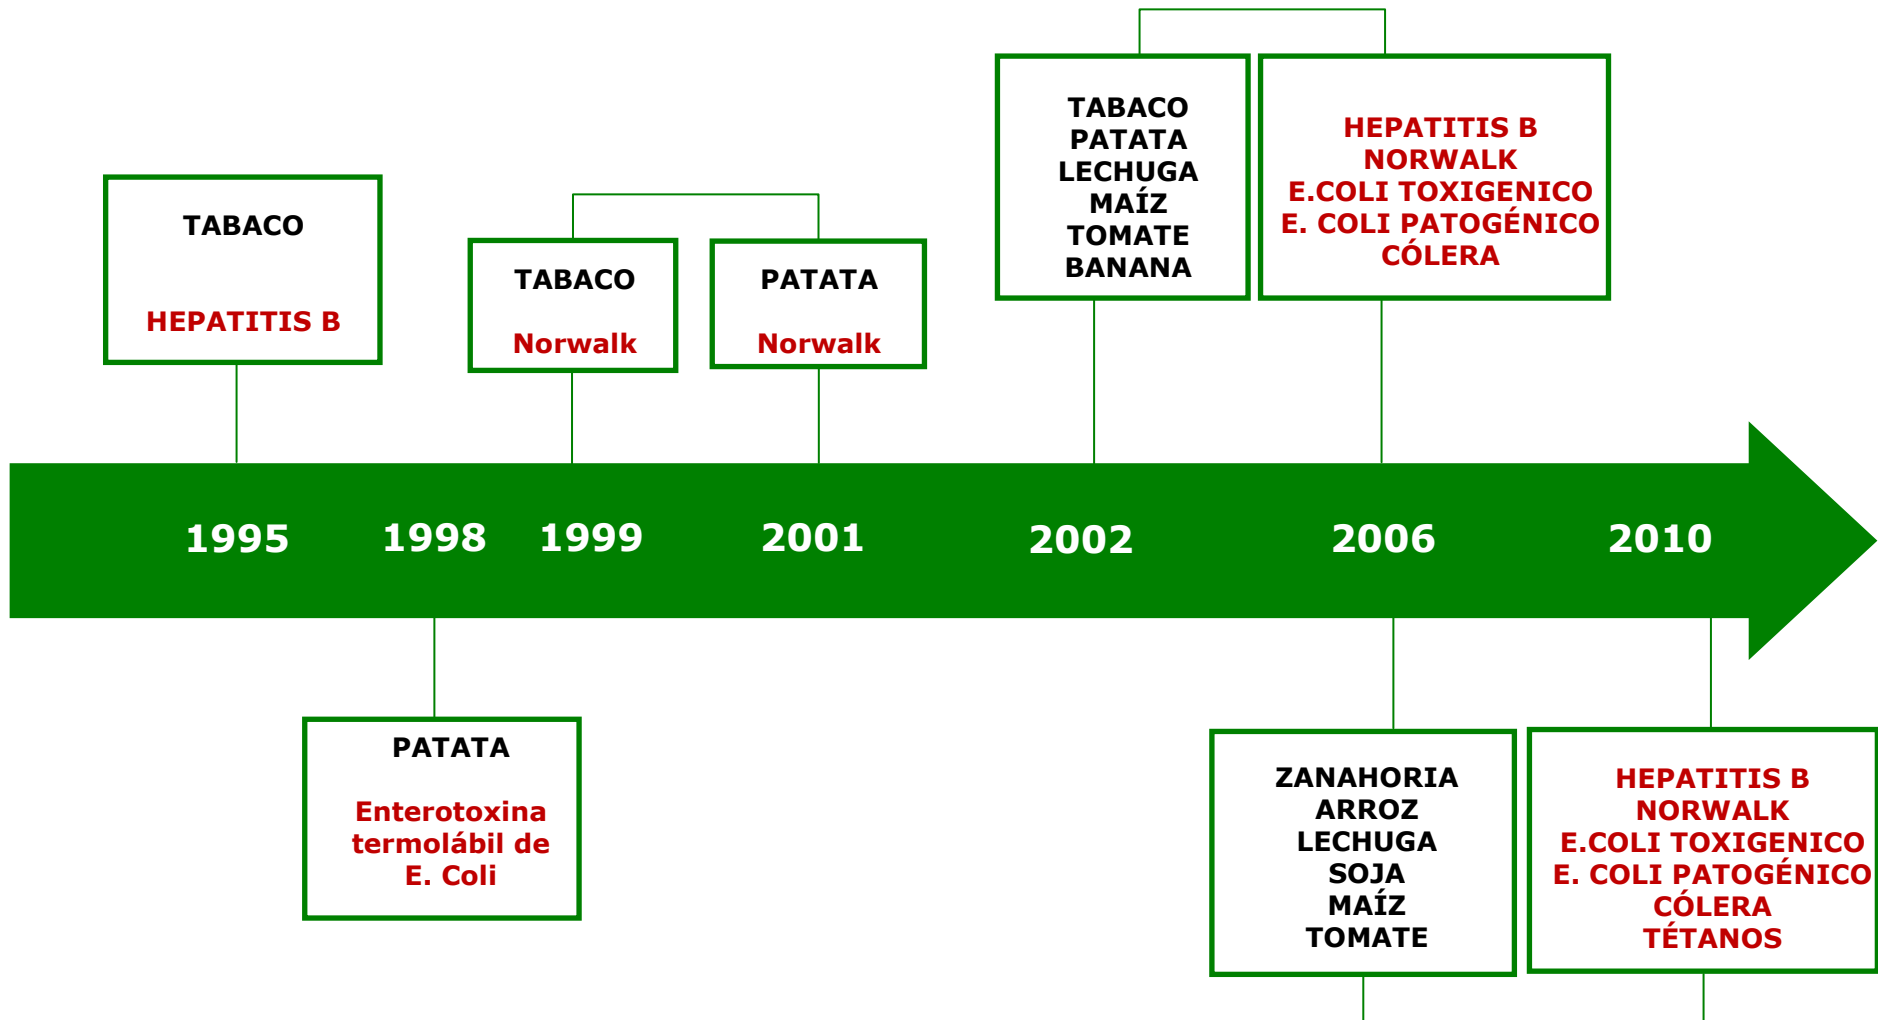 TABACO
PATATA
LECHUGA
MAÍZ
TOMATE
BANANA
HEPATITIS B
NORWALK
E.COLI TOXIGENICO
E. COLI PATOGÉNICO
CÓLERA
TABACO
HEPATITIS B
TABACO
Norwalk
PATATA
Norwalk
1995
1998
1999
2001
2002
2006
2010
PATATA
Enterotoxina
termolábil de
E. Coli
ZANAHORIA
ARROZ
LECHUGA
SOJA
MAÍZ
TOMATE
HEPATITIS B
NORWALK
E.COLI TOXIGENICO
E. COLI PATOGÉNICO
CÓLERA
TÉTANOS